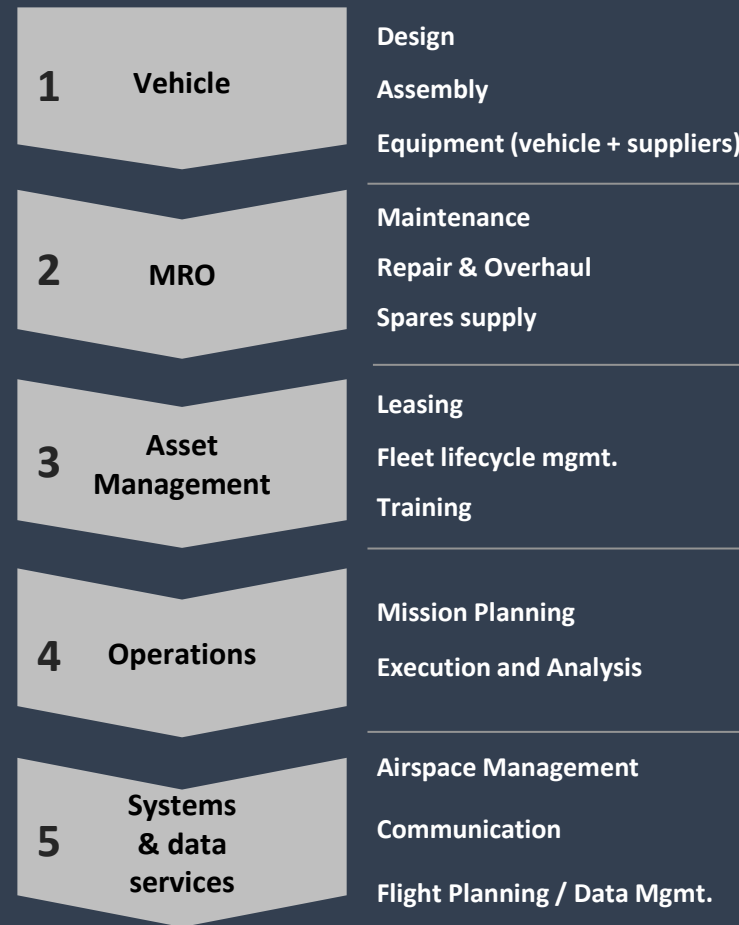 1 Vehicle
Design
Assembly
Equipment (vehicle + suppliers)
2 MRO
Maintenance
Repair & Overhaul
Spares supply
3 Asset
Management
Leasing
Fleet lifecycle mgmt.
Training
4 Operations
Mission Planning
Execution and Analysis
5 Systems
& data
services
Airspace Management
Communication
Flight Planning / Data Mgmt.